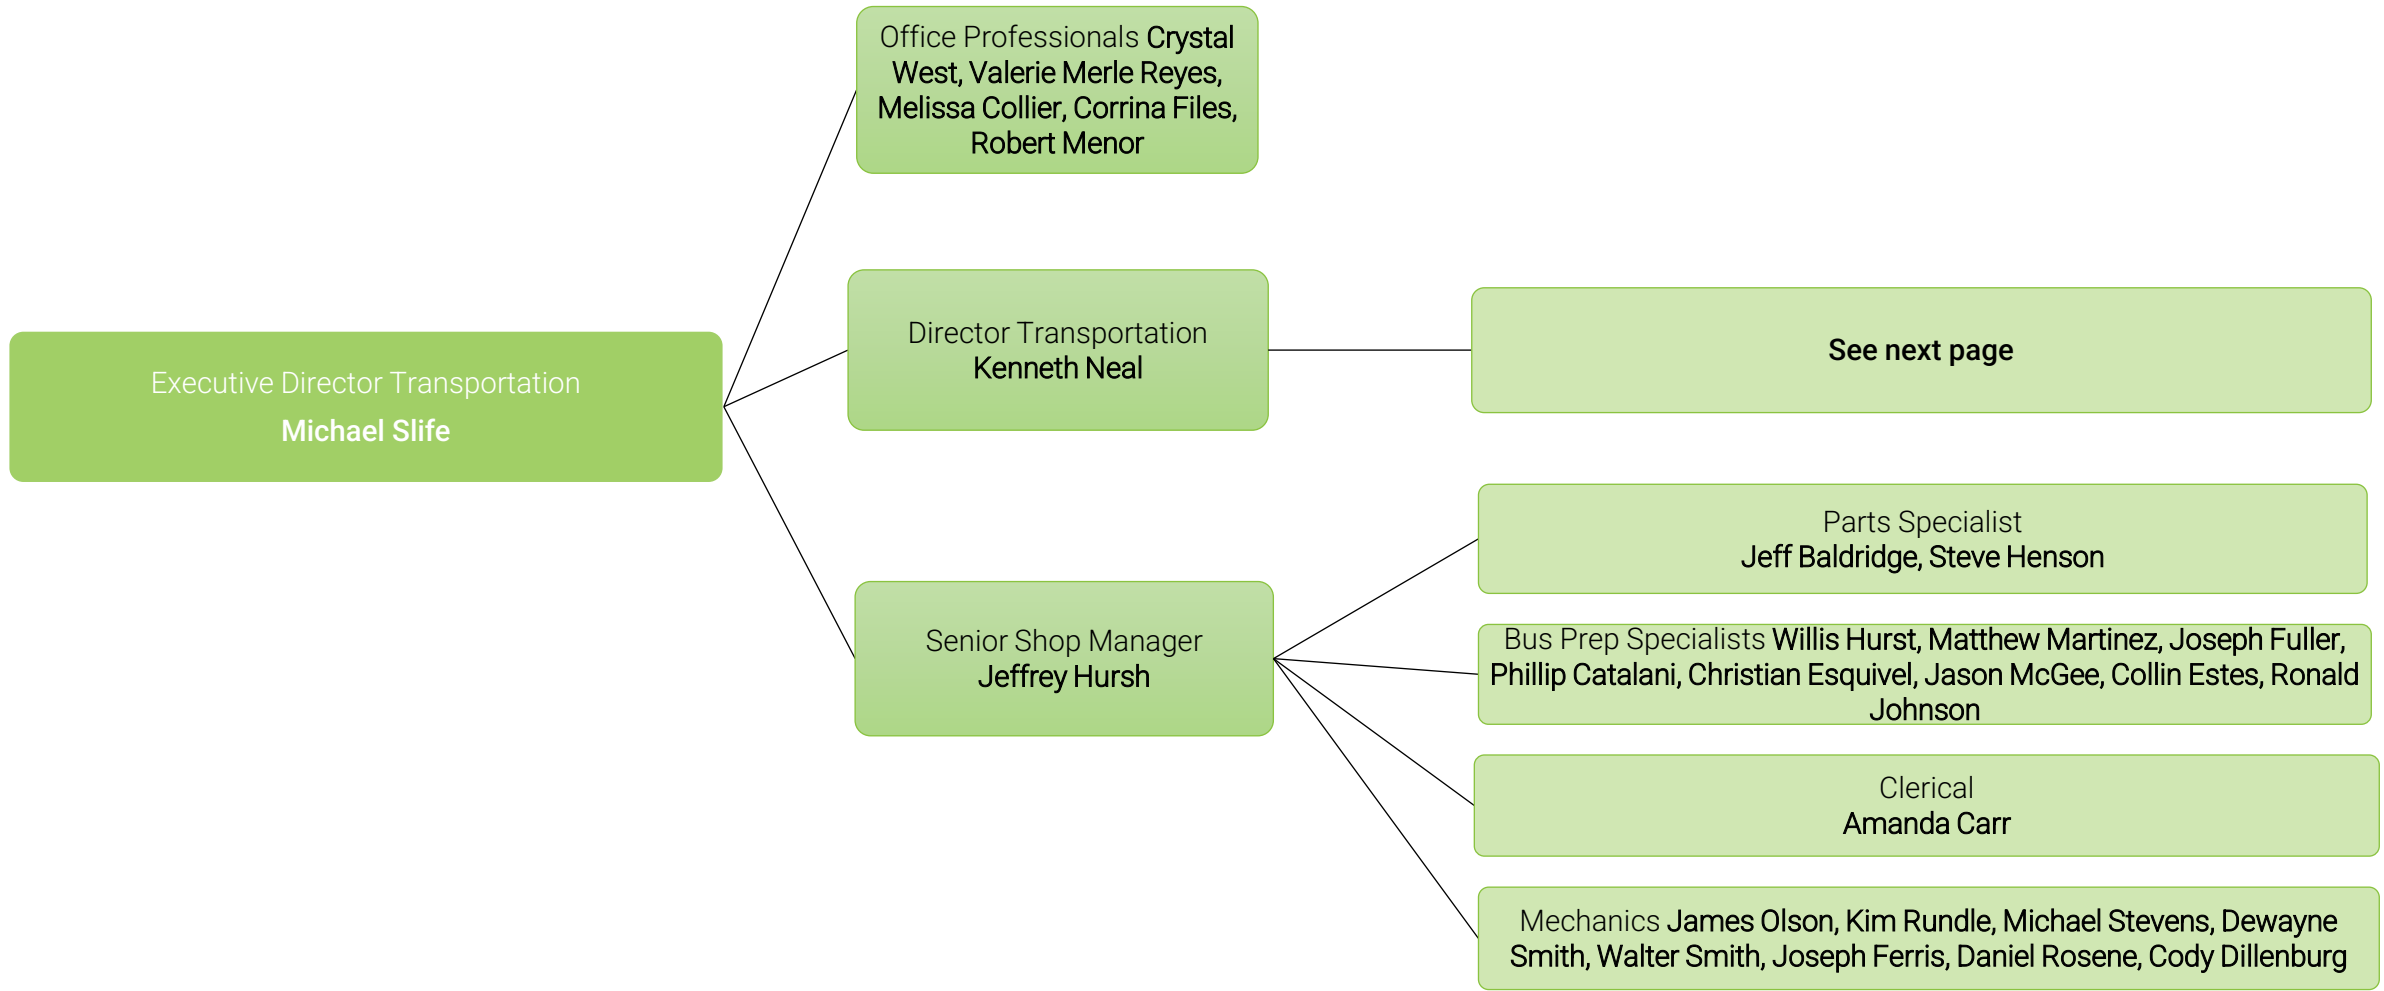 Office Professionals Crystal
West, Valerie Merle Reyes,
Melissa Collier, Corrina Files,
Robert Menor
Executive Director Transportation
Michael Slife
Director Transportation
Kenneth Neal
See next page
Senior Shop Manager
Jeffrey Hursh
Parts Specialist
Jeff Baldridge, Steve Henson
Bus Prep Specialists Willis Hurst, Matthew Martinez, Joseph Fuller,
Phillip Catalani, Christian Esquivel, Jason McGee, Collin Estes, Ronald
Johnson
Clerical
Amanda Carr
Mechanics James Olson, Kim Rundle, Michael Stevens, Dewayne
Smith, Walter Smith, Joseph Ferris, Daniel Rosene, Cody Dillenburg